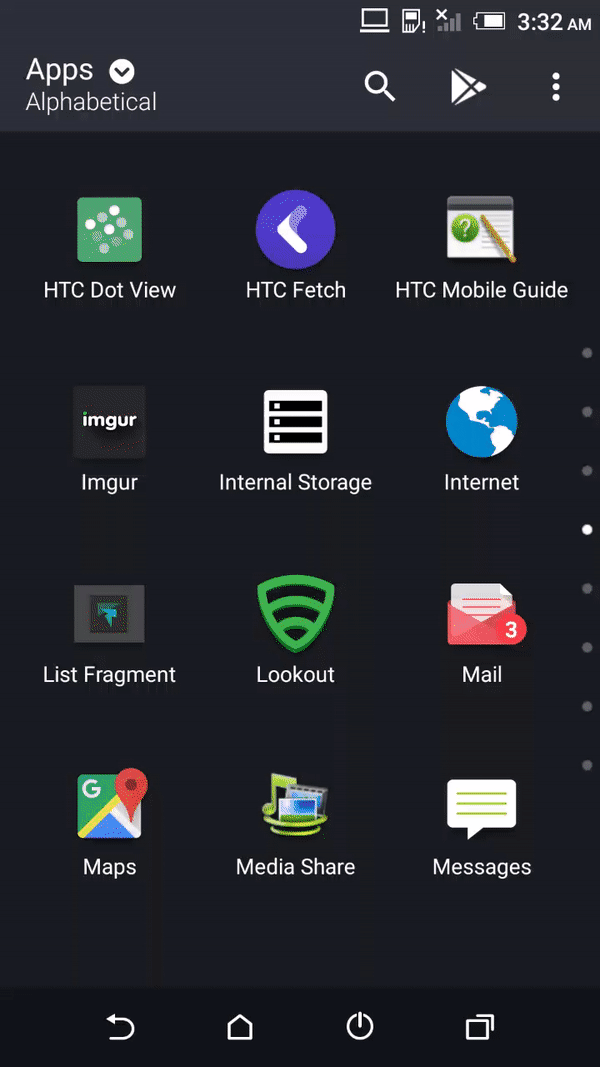 3:32 AM
Apps
Alphabetical
HTC Dot View
HTC Fetch
?
HTC Mobile Guide
imgur
Imgur
Internal Storage
Internet
List Fragment
Lookout
3
Mail
G
Maps
Media Share
Messages